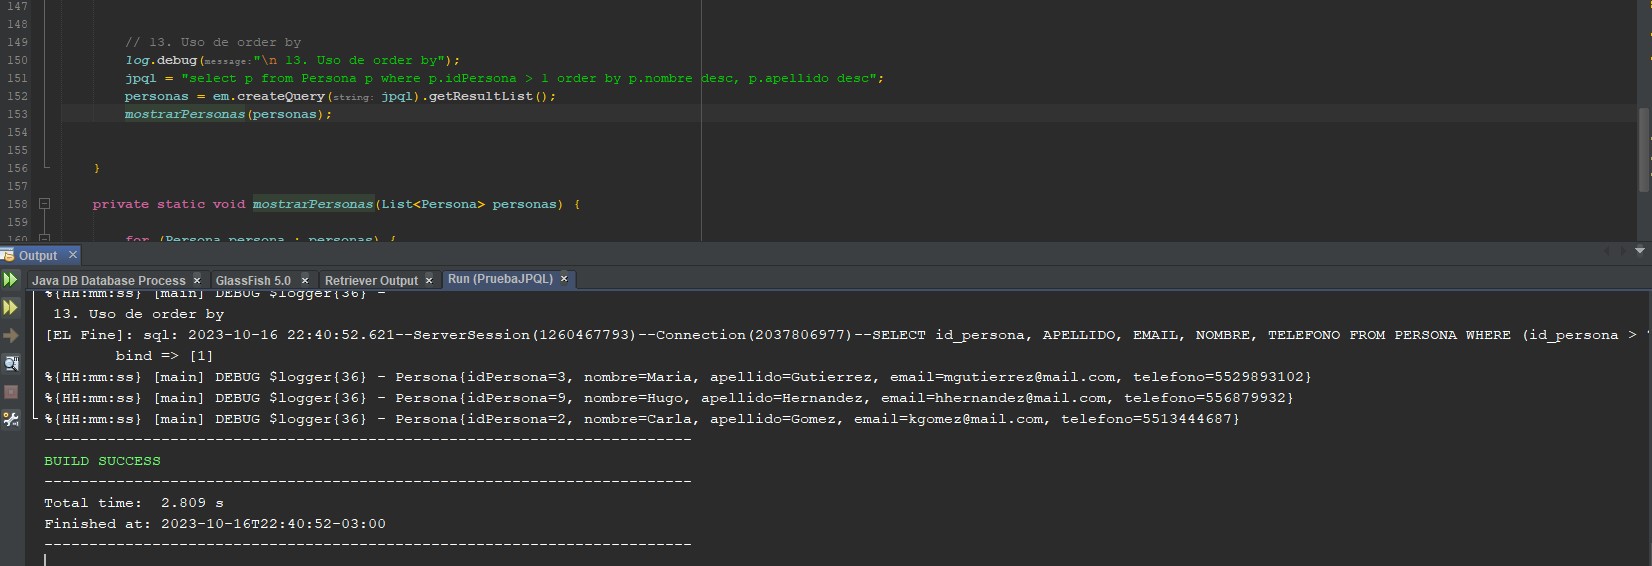 147
148
149 // 13. Uso de order by
150 log.debug(message:"\n 13. Uso de order by");
151 jpql = "select p from Persona p where p.idPersona > 1 order by p.nombre desc, p.apellido desc";
152 personas = em.createQuery(string: jpql).getResultList();
153 mostrarPersonas(personas);
154
155
156 }
157
158 private static void mostrarPersonas(List<Persona> personas) {
159
160 for (Persona persona : personas) {
Output ×
Java DB Database Process × GlassFish 5.0 × Retriever Output × Run (PruebaJPQL) ×
%{HH:mm:ss} [main] DEBUG $logger{36} -
13. Uso de order by
[EL Fine]: sql: 2023-10-16 22:40:52.621--ServerSession(1260467793)--Connection(2037806977)--SELECT id_persona, APELLIDO, EMAIL, NOMBRE, TELEFONO FROM PERSONA WHERE (id_persona >
bind => [1]
%{HH:mm:ss} [main] DEBUG $logger{36} - Persona{idPersona=3, nombre=Maria, apellido=Gutierrez, email=mgutierrez@mail.com, telefono=5529893102}
%{HH:mm:ss} [main] DEBUG $logger{36} - Persona{idPersona=9, nombre=Hugo, apellido=Hernandez, email=hhernandez@mail.com, telefono=556879932}
%{HH:mm:ss} [main] DEBUG $logger{36} - Persona{idPersona=2, nombre=Carla, apellido=Gomez, email=kgomez@mail.com, telefono=5513444687}
------------------------------------------------------------------------
BUILD SUCCESS
------------------------------------------------------------------------
Total time:  2.809 s
Finished at: 2023-10-16T22:40:52-03:00
------------------------------------------------------------------------